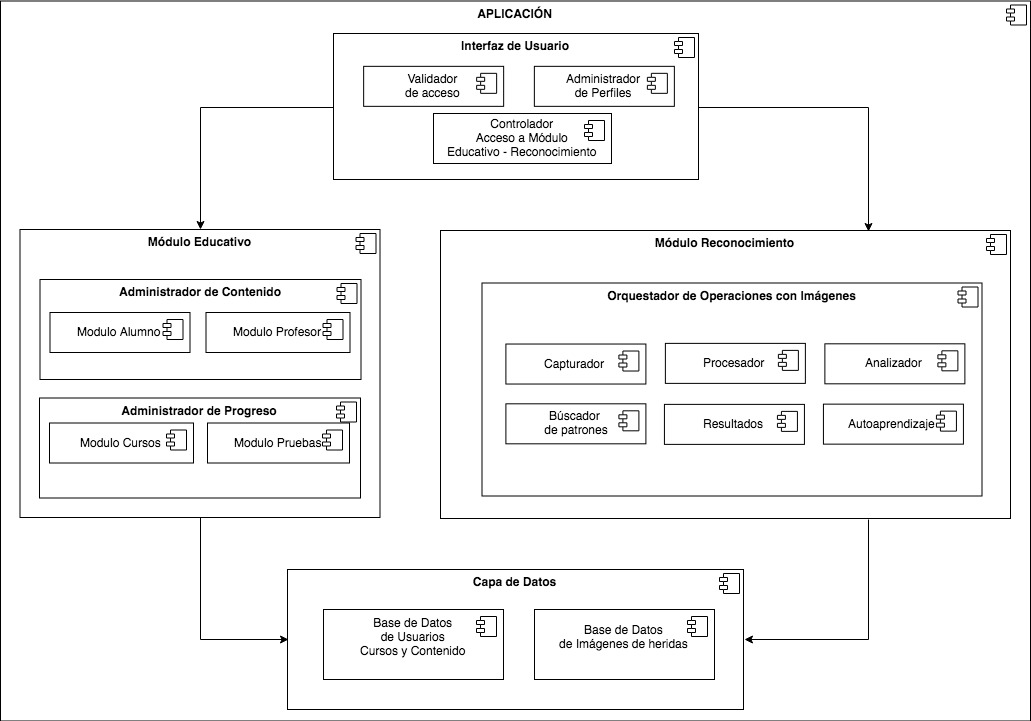 APLICACIÓN
Interfaz de Usuario
Validador
de acceso
Administrador
de Perfiles
Controlador
Acceso a Módulo
Educativo - Reconocimiento
Módulo Educativo
Administrador de Contenido
Modulo Alumno
Modulo Profesor
Administrador de Progreso
Modulo Cursos
Modulo Pruebas
Módulo Reconocimiento
Orquestador de Operaciones con Imágenes
Capturador
Procesador
Analizador
Búscador
de patrones
Resultados
Autoaprendizaje
Capa de Datos
Base de Datos
de Usuarios
Cursos y Contenido
Base de Datos
de Imágenes de heridas